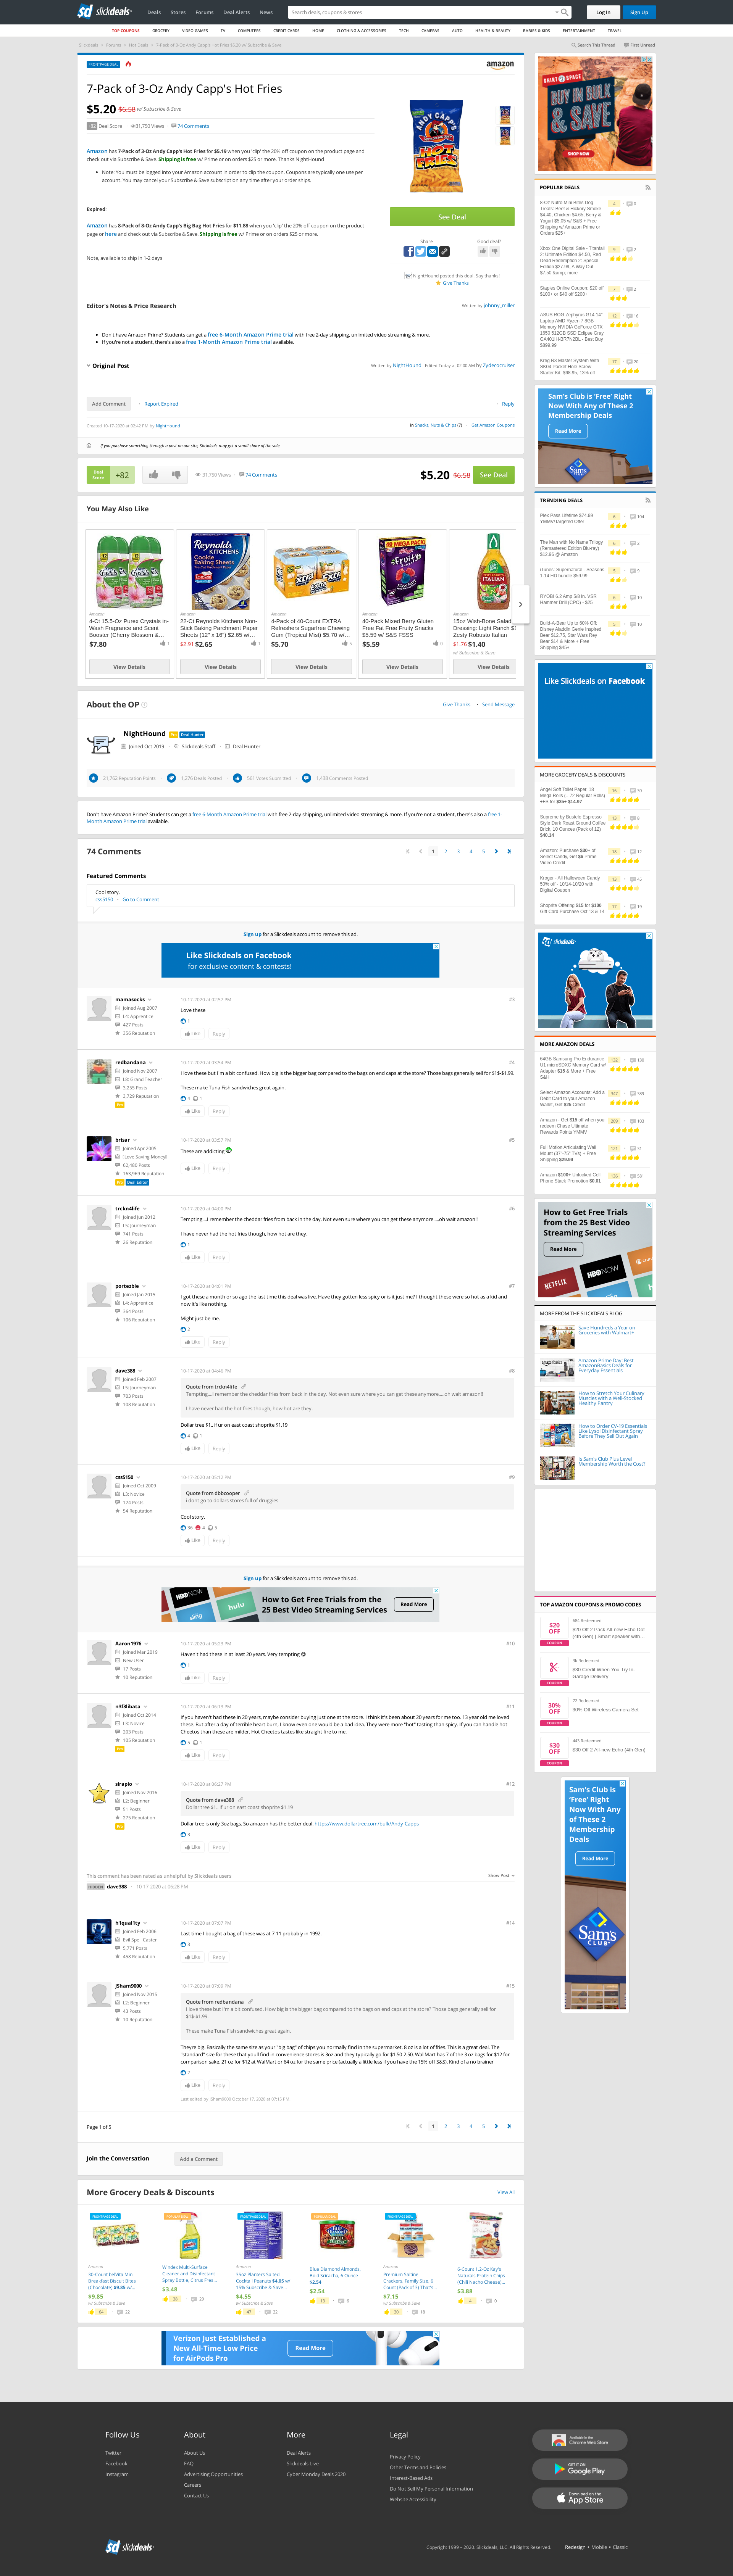 slickdeals
Deals Stores Forums Deal Alerts News
Search deals, coupons & stores
Log In
Sign Up
TOP COUPONS GROCERY VIDEO GAMES TV COMPUTERS CREDIT CARDS HOME CLOTHING & ACCESSORIES TECH CAMERAS AUTO HEALTH & BEAUTY BABIES & KIDS ENTERTAINMENT TRAVEL
Slickdeals > Forums > Hot Deals > 7-Pack of 3-Oz Andy Capp's Hot Fries $5.20 w/ Subscribe & Save
Search This Thread
First Unread
FRONTPAGE DEAL
amazon
7-Pack of 3-Oz Andy Capp's Hot Fries
$5.20 $6.58 w/ Subscribe & Save
+82 Deal Score 31,750 Views 74 Comments
Amazon has 7-Pack of 3-Oz Andy Capp's Hot Fries for $5.19 when you 'clip' the 20% off coupon on the product page and check out via Subscribe & Save. Shipping is free w/ Prime or on orders $25 or more. Thanks NightHound
Note: You must be logged into your Amazon account in order to clip the coupon. Coupons are typically one use per account. You may cancel your Subscribe & Save subscription any time after your order ships.
Expired:
Amazon has 8-Pack of 8-Oz Andy Capp's Big Bag Hot Fries for $11.88 when you 'clip' the 20% off coupon on the product page or here and check out via Subscribe & Save. Shipping is free w/ Prime or on orders $25 or more.
Note, available to ship in 1-2 days
See Deal
Share
Good deal?
NightHound posted this deal. Say thanks!
Give Thanks
Editor's Notes & Price Research
Written by johnny_miller
Don't have Amazon Prime? Students can get a free 6-Month Amazon Prime trial with free 2-day shipping, unlimited video streaming & more.
If you're not a student, there's also a free 1-Month Amazon Prime trial available.
Original Post
Written by NightHound Edited Today at 02:00 AM by Zydecocruiser
Add Comment
Report Expired
Reply
Created 10-17-2020 at 02:42 PM by NightHound
in Snacks, Nuts & Chips (7) Get Amazon Coupons
If you purchase something through a post on our site, Slickdeals may get a small share of the sale.
Deal Score +82
31,750 Views 74 Comments
$5.20 $6.58 See Deal
You May Also Like
Amazon
4-Ct 15.5-Oz Purex Crystals In-Wash Fragrance and Scent Booster (Cherry Blossom &...
$7.80
View Details
Amazon
22-Ct Reynolds Kitchens Non-Stick Baking Parchment Paper Sheets (12" x 16") $2.65 w/...
$2.91 $2.65
View Details
Amazon
4-Pack of 40-Count EXTRA Refreshers Sugarfree Chewing Gum (Tropical Mist) $5.70 w/...
$5.70
View Details
Amazon
40-Pack Mixed Berry Gluten Free Fat Free Fruity Snacks $5.59 w/ S&S FSSS
$5.59
View Details
Amazon
15oz Wish-Bone Salad Dressing: Light Ranch $1 Zesty Robusto Italian
$1.76 $1.40
w/ Subscribe & Save
View Details
About the OP
Give Thanks Send Message
NightHound Pro Deal Hunter
Joined Oct 2019 Slickdeals Staff Deal Hunter
21,762 Reputation Points 1,276 Deals Posted 561 Votes Submitted 1,438 Comments Posted
Don't have Amazon Prime? Students can get a free 6-Month Amazon Prime trial with free 2-day shipping, unlimited video streaming & more. If you're not a student, there's also a free 1-Month Amazon Prime trial available.
74 Comments
1 2 3 4 5
Featured Comments
Cool story.
css5150 Go to Comment
Sign up for a Slickdeals account to remove this ad.
Like Slickdeals on Facebook
for exclusive content & contests!
mamasocks
Joined Aug 2007
L4: Apprentice
427 Posts
356 Reputation
10-17-2020 at 02:57 PM
#3
Love these
1
Like Reply
redbandana
Joined Nov 2007
L8: Grand Teacher
3,255 Posts
3,729 Reputation
Pro
10-17-2020 at 03:54 PM
#4
I love these but I'm a bit confused. How big is the bigger bag compared to the bags on end caps at the store? Those bags generally sell for $1$-$1.99.
These make Tuna Fish sandwiches great again.
4 1
Like Reply
brisar
Joined Apr 2005
I Love Saving Money!
62,480 Posts
163,969 Reputation
Pro Deal Editor
10-17-2020 at 03:57 PM
#5
These are addicting
Like Reply
trckn4life
Joined Jun 2012
L5: Journeyman
741 Posts
26 Reputation
10-17-2020 at 04:00 PM
#6
Tempting...I remember the cheddar fries from back in the day. Not even sure where you can get these anymore....oh wait amazon!!
I have never had the hot fries though, how hot are they.
1
Like Reply
portezbie
Joined Jan 2015
L4: Apprentice
364 Posts
106 Reputation
10-17-2020 at 04:01 PM
#7
I got these a month or so ago the last time this deal was live. Have they gotten less spicy or is it just me? I thought these were so hot as a kid and now it's like nothing.
Might just be me.
2
Like Reply
dave388
Joined Feb 2007
L5: Journeyman
703 Posts
108 Reputation
10-17-2020 at 04:46 PM
#8
Quote from trckn4life
Tempting...I remember the cheddar fries from back in the day. Not even sure where you can get these anymore....oh wait amazon!!
I have never had the hot fries though, how hot are they.
Dollar tree $1.. if ur on east coast shoprite $1.19
4 1
Like Reply
css5150
Joined Oct 2009
L3: Novice
124 Posts
54 Reputation
10-17-2020 at 05:12 PM
#9
Quote from dbbcooper
I dont go to dollars stores full of druggies
Cool story.
36 4 5
Like Reply
Sign up for a Slickdeals account to remove this ad.
hulu
How to Get Free Trials from the 25 Best Video Streaming Services
Read More
Aaron1976
Joined Mar 2019
New User
17 Posts
10 Reputation
10-17-2020 at 05:23 PM
#10
Haven't had these in at least 20 years. Very tempting
1
Like Reply
n3f3libata
Joined Oct 2014
L3: Novice
203 Posts
105 Reputation
Pro
10-17-2020 at 06:13 PM
#11
If you haven't had these in 20 years, maybe consider buying just one at the store. I think it's been about 20 years for me too. 13 year old me loved these. But after a day of terrible heart burn, I know even one would be a bad idea. They were more "hot" tasting than spicy. If you can handle hot Cheetos than these are milder. Hot Cheetos tastes like straight fire to me.
5 1
Like Reply
sirapio
Joined Nov 2016
L2: Beginner
51 Posts
275 Reputation
Pro
10-17-2020 at 06:27 PM
#12
Quote from dave388
Dollar tree $1.. if ur on east coast shoprite $1.19
Dollar tree is only 3oz bags. So amazon has the better deal. https://www.dollartree.com/bulk/Andy-Capps
3
Like Reply
This comment has been rated as unhelpful by Slickdeals users
Show Post
HIDDEN dave388 10-17-2020 at 06:28 PM
h1qual1ty
Joined Feb 2006
Evil Spell Caster
5,771 Posts
458 Reputation
10-17-2020 at 07:07 PM
#14
Last time I bought a bag of these was at 7-11 probably in 1992.
3
Like Reply
JSham9000
Joined Nov 2015
L2: Beginner
43 Posts
10 Reputation
10-17-2020 at 07:09 PM
#15
Quote from redbandana
I love these but I'm a bit confused. How big is the bigger bag compared to the bags on end caps at the store? Those bags generally sell for $1$-$1.99.
These make Tuna Fish sandwiches great again.
Theyre big. Basically the same size as your "big bag" of chips you normally find in the supermarket. 8 oz is a lot of fries. This is a great deal. The "standard" size for these that youll find in convenience stores is 3oz and they typically go for $1.50-2.50. Wal Mart has 7 of the 3 oz bags for $12 for comparison sake. 21 oz for $12 at WalMart or 64 oz for the same price (actually a little less if you have the 15% off S&S). Kind of a no brainer
2
Like Reply
Last edited by JSham9000 October 17, 2020 at 07:15 PM.
Page 1 of 5
1 2 3 4 5
Join the Conversation
Add a Comment
More Grocery Deals & Discounts
View All
Amazon
30-Count belVita Mini Breakfast Biscuit Bites (Chocolate) $9.85 w/...
$9.85
w/ Subscribe & Save
64 22
Windex Multi-Surface Cleaner and Disinfectant Spray Bottle, Citrus Fres...
$3.48
58 20
Amazon
35oz Planters Salted Cocktail Peanuts $4.05 w/ 15% Subscribe & Save...
$4.55
w/ Subscribe & Save
47 22
Blue Diamond Almonds, Bold Sriracha, 6 Ounce $2.54
$2.54
13 6
Amazon
Premium Saltine Crackers, Family Size, 6 Count (Pack of 3) That's...
$7.15
w/ Subscribe & Save
30 18
6-Count 1.2-Oz Kay's Naturals Protein Chips (Chili Nacho Cheese)...
$3.88
4 0
Verizon Just Established a New All-Time Low Price for AirPods Pro
Read More
BUY IN BULK & SAVE
SHOP NOW
POPULAR DEALS
9-Oz Nutro Mini Bites Dog Treats: Beef & Hickory Smoke $4.40, Chicken $4.65, Berry & Yogurt $5.05 w/ S&S + Free Shipping w/ Amazon Prime or Orders $25+
Xbox One Digital Sale - Titanfall 2: Ultimate Edition $4.50, Red Dead Redemption 2: Special Edition $27.99, A Way Out $7.50 &amp; more
Staples Online Coupon: $20 off $100+ or $40 off $200+
ASUS ROG Zephyrus G14 14" Laptop AMD Ryzen 7 8GB Memory NVIDIA GeForce GTX 1650 512GB SSD Eclipse Gray GA401IH-BR7N2BL - Best Buy $899.99
Kreg R3 Master System With SK04 Pocket Hole Screw Starter Kit, $68.95, 13% off
Sam's Club is 'Free' Right Now With Any of These 2 Membership Deals
Read More
TRENDING DEALS
Plex Pass Lifetime $74.99 YMMV/Targeted Offer
The Man with No Name Trilogy (Remastered Edition Blu-ray) $12.96 @ Amazon
iTunes: Supernatural - Seasons 1-14 HD bundle $59.99
RYOBI 6.2 Amp 5/8 in. VSR Hammer Drill (CPO) - $25
Build-A-Bear Up to 60% Off: Disney Aladdin Genie Inspired Bear $12.75, Star Wars Rey Bear $14 & More + Free Shipping $45+
Like Slickdeals on Facebook
MORE GROCERY DEALS & DISCOUNTS
Angel Soft Toilet Paper, 18 Mega Rolls (= 72 Regular Rolls) +FS for $35+ $14.97
Supreme by Bustelo Espresso Style Dark Roast Ground Coffee Brick, 10 Ounces (Pack of 12) $40.14
Amazon: Purchase $30+ of Select Candy, Get $6 Prime Video Credit
Kroger - All Halloween Candy 50% off - 10/14-10/20 with Digital Coupon
Shoprite Offering $15 for $100 Gift Card Purchase Oct 13 & 14
slickdeals
MORE AMAZON DEALS
64GB Samsung Pro Endurance U1 microSDXC Memory Card w/ Adapter $15 & More + Free S&H
Select Amazon Accounts: Add a Debit Card to your Amazon Wallet, Get $25 Credit
Amazon - Get $15 off when you redeem Chase Ultimate Rewards Points YMMV
Full Motion Articulating Wall Mount (37"-75" TVs) + Free Shipping $29.99
Amazon $100+ Unlocked Cell Phone Stack Promotion $0.01
How to Get Free Trials from the 25 Best Video Streaming Services
Read More
NETFLIX HBO
MORE FROM THE SLICKDEALS BLOG
Save Hundreds a Year on Groceries with Walmart+
Amazon Prime Day: Best AmazonBasics Deals for Everyday Essentials
How to Stretch Your Culinary Muscles with a Well-Stocked Healthy Pantry
How to Order CV-19 Essentials Like Lysol Disinfectant Spray Before They Sell Out Again
Is Sam's Club Plus Level Membership Worth the Cost?
TOP AMAZON COUPONS & PROMO CODES
$20 OFF
COUPON
684 Redeemed
$20 Off 2 Pack All-new Echo Dot (4th Gen) | Smart speaker with...
COUPON
36 Redeemed
$30 Credit When You Try In-Garage Delivery
30% OFF
COUPON
72 Redeemed
30% Off Wireless Camera Set
$30 OFF
COUPON
443 Redeemed
$30 Off 2 All-new Echo (4th Gen)
Sam's Club is 'Free' Right Now With Any of These 2 Membership Deals
Read More
Sam's CLUB
Follow Us
Twitter
Facebook
Instagram
About
About Us
FAQ
Advertising Opportunities
Careers
Contact Us
More
Deal Alerts
Slickdeals Live
Cyber Monday Deals 2020
Legal
Privacy Policy
Other Terms and Policies
Interest-Based Ads
Do Not Sell My Personal Information
Website Accessibility
Available in the Chrome Web Store
GET IT ON Google Play
Download on the App Store
slickdeals
Copyright 1999 - 2020. Slickdeals, LLC. All Rights Reserved. Redesign • Mobile • Classic